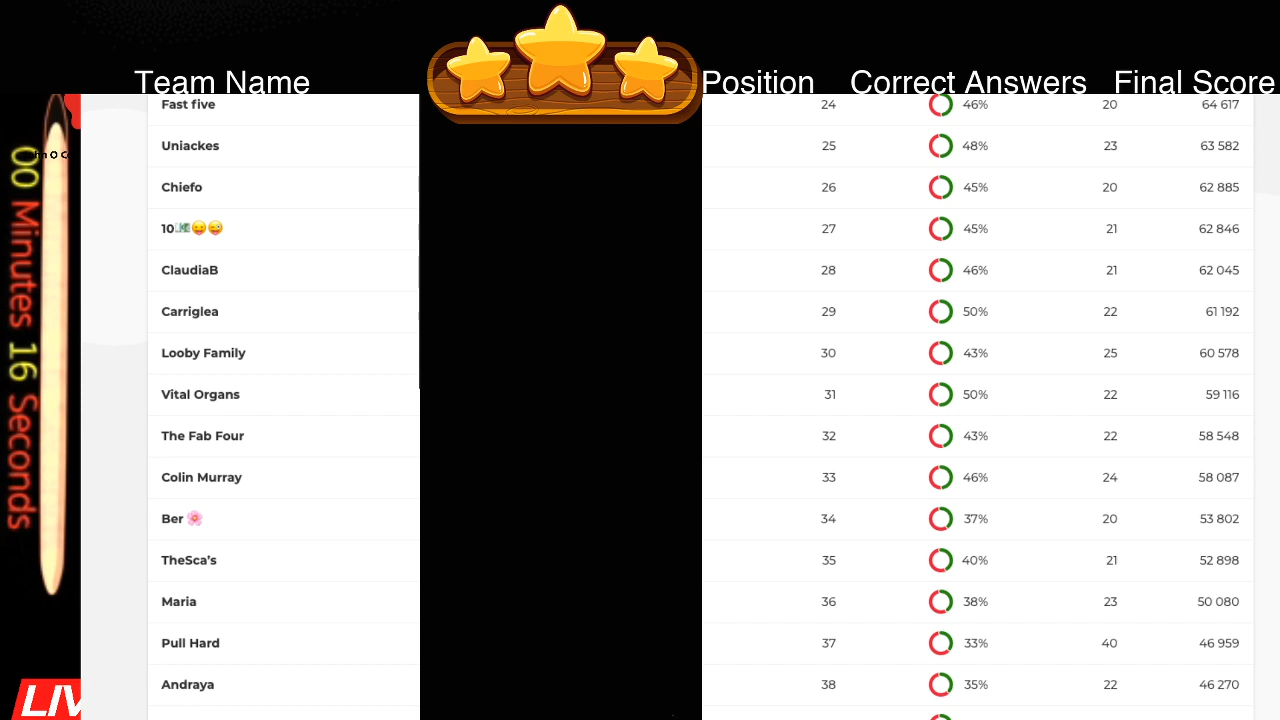 Team Name Position Correct Answers Final Score
Fast five 24 46% 20 64 617
Uniackes 25 48% 23 63 582
Chiefo 26 45% 20 62 885
10💵😛😜 27 45% 21 62 846
ClaudiaB 28 46% 21 62 045
Carriglea 29 50% 22 61 192
Looby Family 30 43% 25 60 578
Vital Organs 31 50% 22 59 116
The Fab Four 32 43% 22 58 548
Colin Murray 33 46% 24 58 087
Ber 🌸 34 37% 20 53 802
TheSca's 35 40% 21 52 898
Maria 36 38% 23 50 080
Pull Hard 37 33% 40 46 959
Andraya 38 35% 22 46 270
00 Minutes 16 Seconds